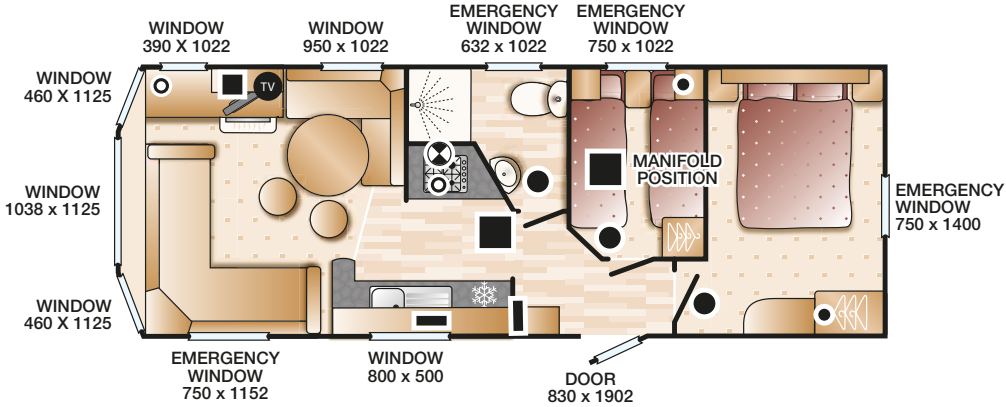 WINDOW
390 X 1022
WINDOW
950 x 1022
EMERGENCY
WINDOW
632 x 1022
EMERGENCY
WINDOW
750 x 1022
WINDOW
460 X 1125
TV
MANIFOLD
POSITION
WINDOW
1038 x 1125
EMERGENCY
WINDOW
750 x 1400
WINDOW
460 X 1125
EMERGENCY
WINDOW
750 x 1152
WINDOW
800 x 500
DOOR
830 x 1902